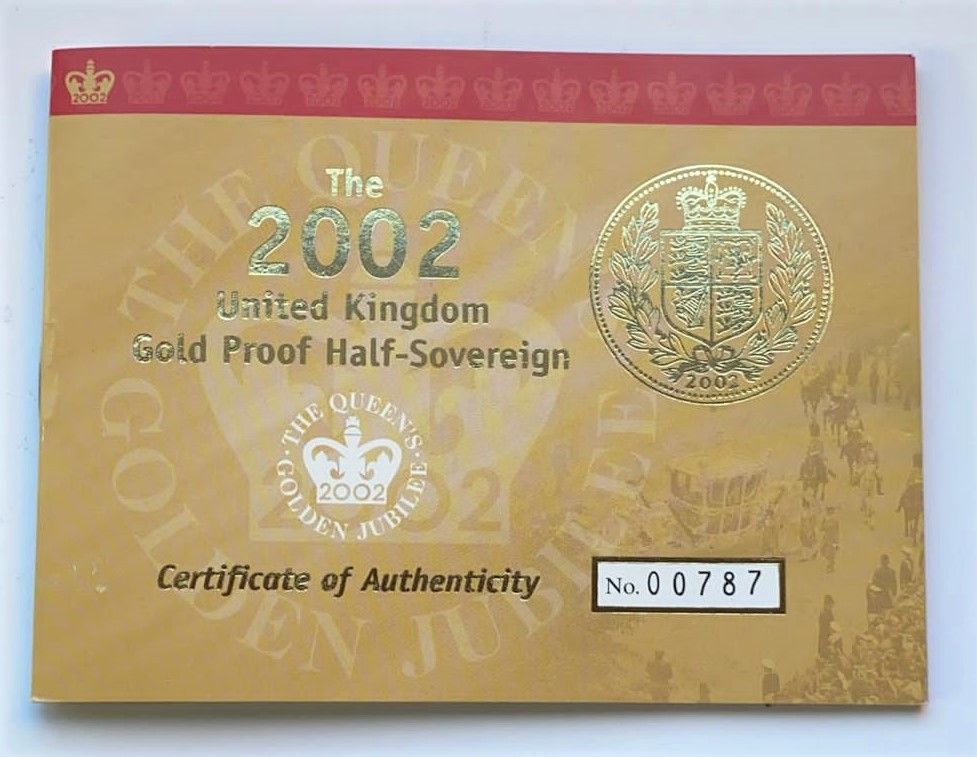 2002
The
2002
United Kingdom
Gold Proof Half-Sovereign
2002
· THE QUEEN'S ·
GOLDEN JUBILEE
2002
THE QUEEN'S
GOLDEN JUBILEE
2002
Certificate of Authenticity
No. 00787